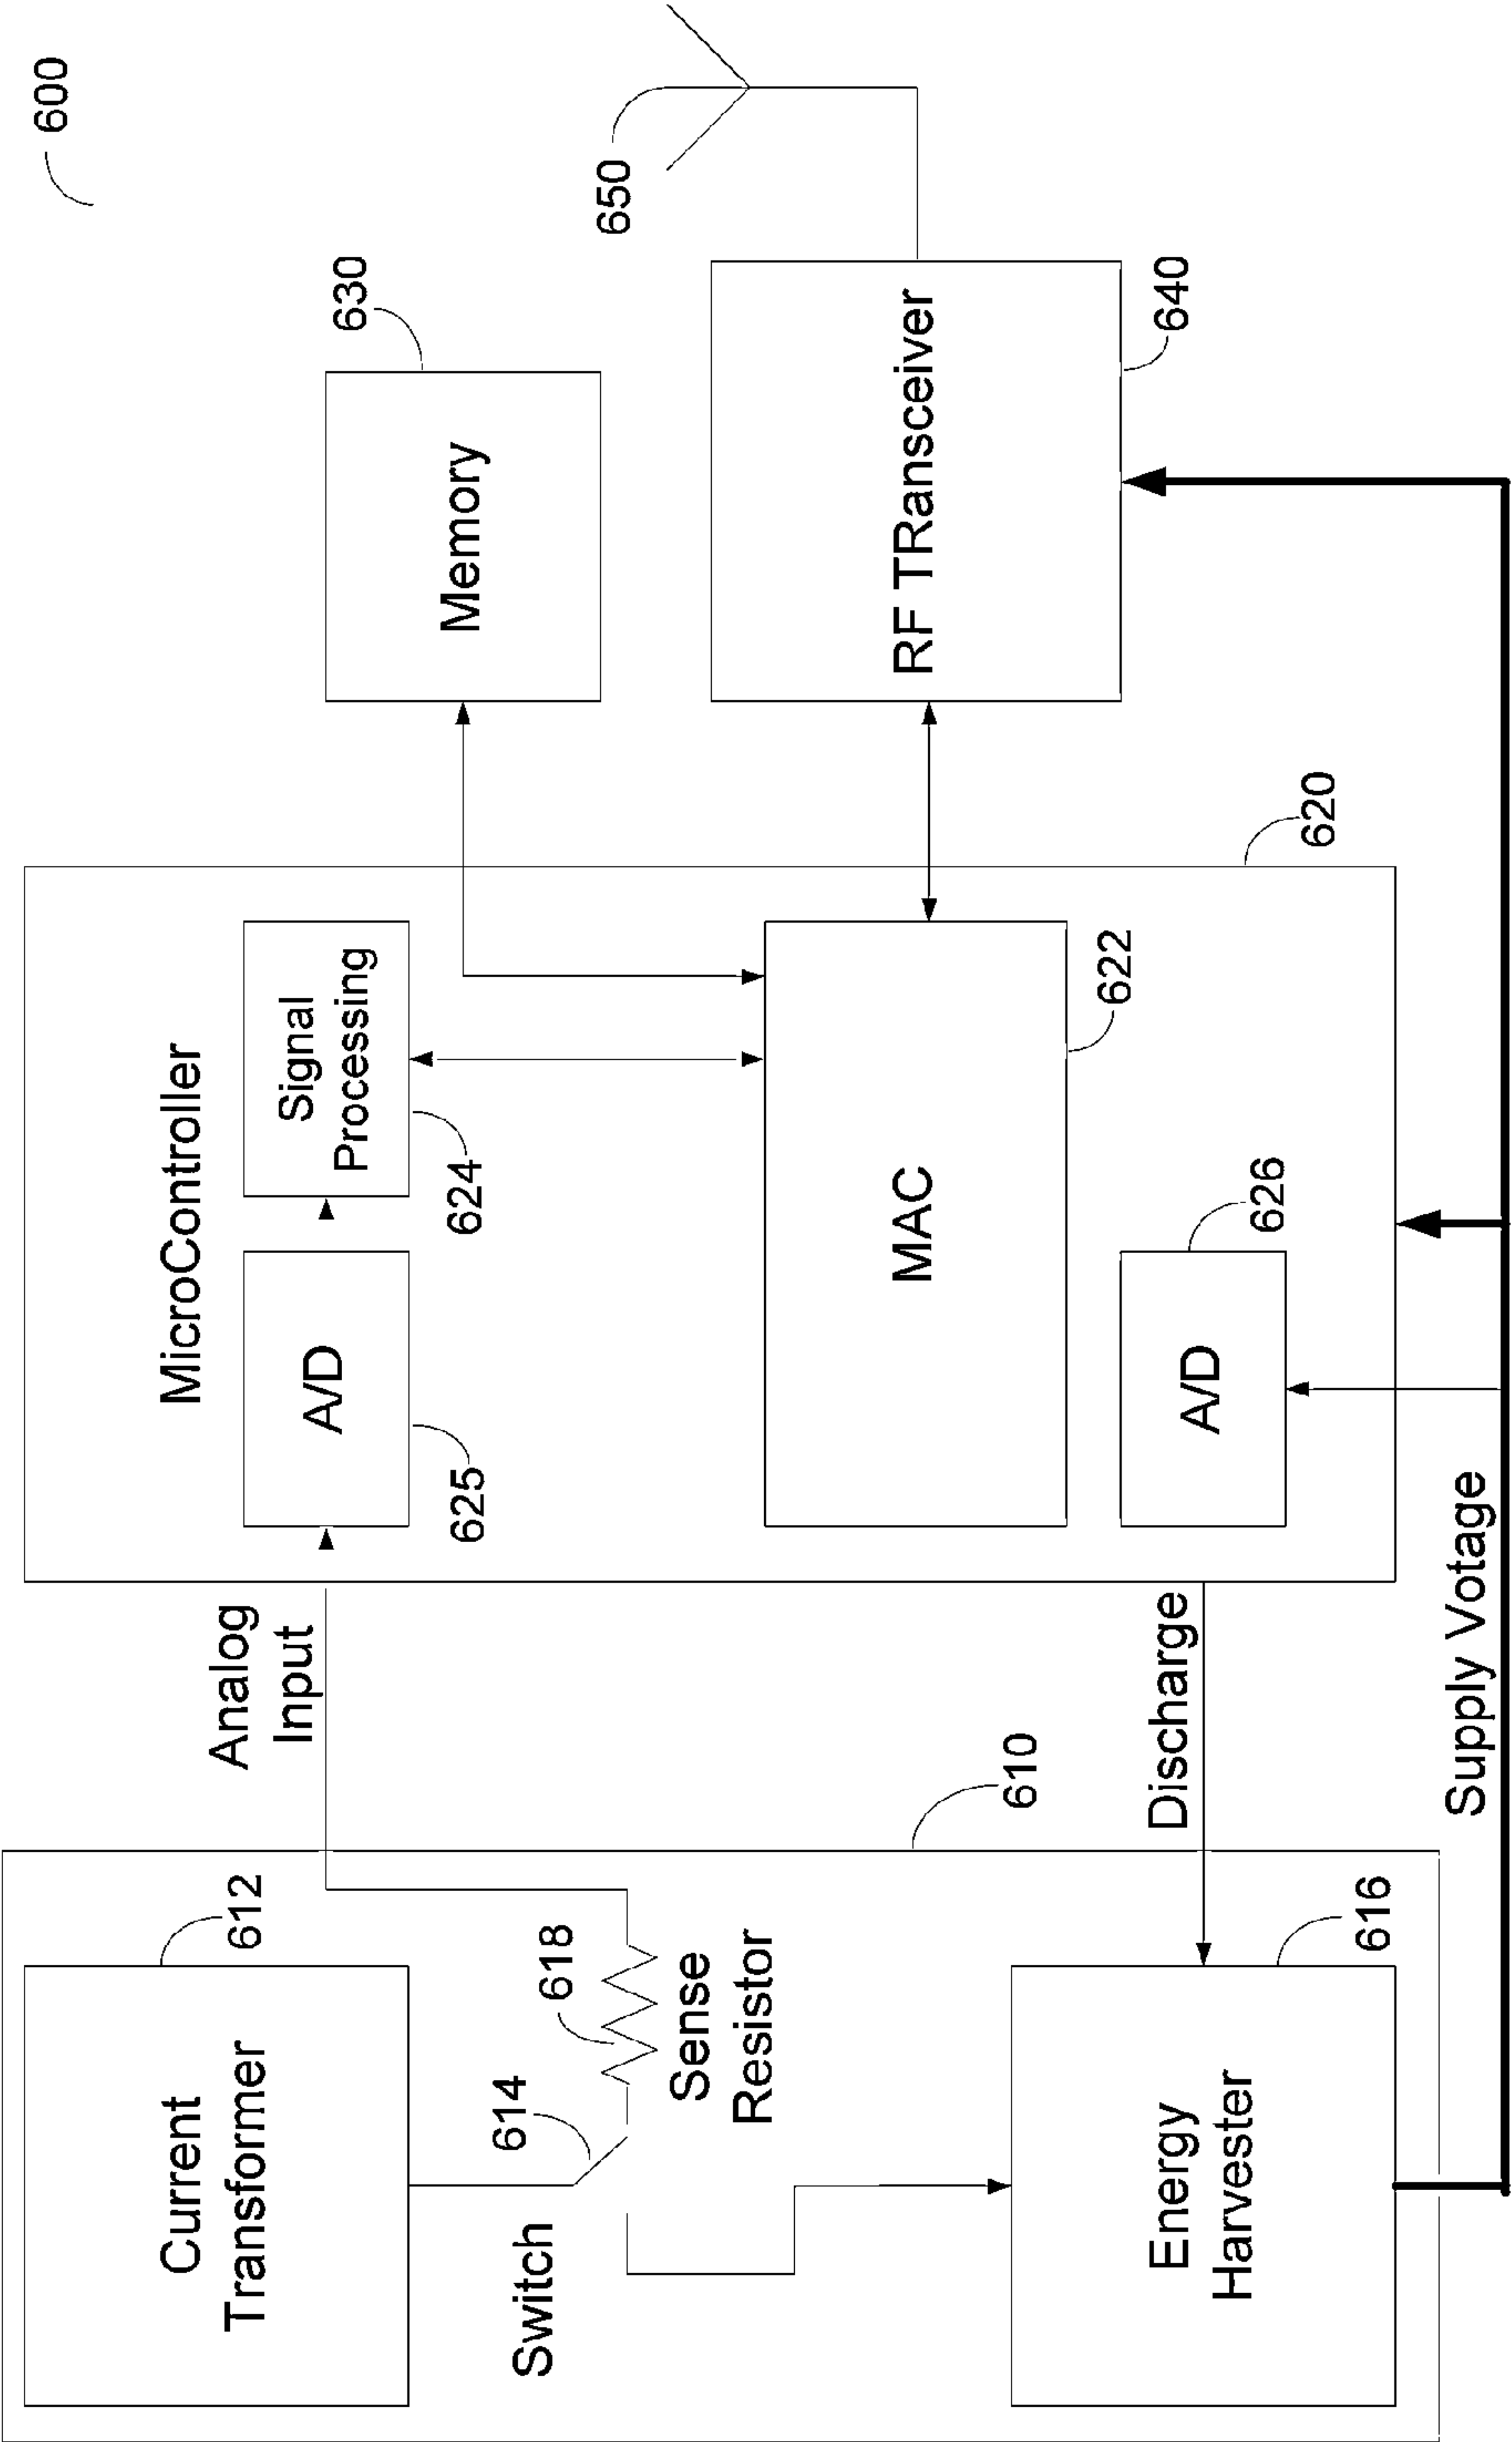 600
Current
Transformer
612
Switch
614
618
Sense
Resistor
Energy
Harvester
616
610
Analog
Input
Discharge
Supply Votage
MicroController
A/D
625
Signal
Processing
624
MAC
622
A/D
626
620
Memory
630
RF TRansceiver
640
650